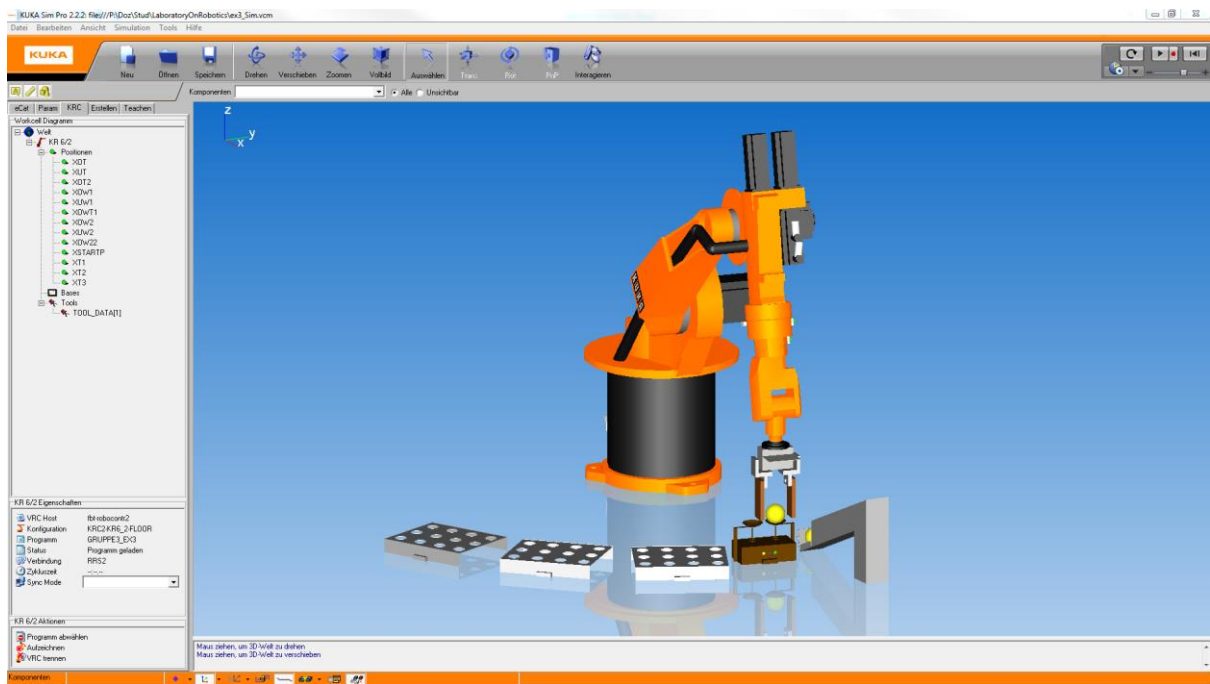 KUKA Sim Pro 2.2.2: file///P:\Doz\Stud\LaboratoryOnRobotics\ex3_Sim.vcm
Datei Bearbeiten Ansicht Simulation Tools Hilfe
KUKA
Neu Öffnen Speichern Drehen Verschieben Zoomen Vollbild Auswählen Trans Rot PnP Interagieren
Komponenten Alle Unsichtbar
eCat Param KRC Erstellen Teachen
Workcell Diagramm
Welt
KR 6/2
Positionen
XDT
XUT
XDT2
XDW1
XUW1
XDWT1
XDW2
XUW2
XDW22
XSTARTP
XT1
XT2
XT3
Bases
Tools
TOOL_DATA[1]
z
y
x
KUKA
KR 6/2 Eigenschaften
VRC Host fbt-robocontr2
Konfiguration KRC2-KR6_2-FLOOR
Programm GRUPPE3_EX3
Status Programm geladen
Verbindung RRS2
Zykluszeit --:--.--
Sync Mode
KR 6/2 Aktionen
Programm abwählen
Aufzeichnen
VRC trennen
Maus ziehen, um 3D-Welt zu drehen
Maus ziehen, um 3D-Welt zu verschieben
Komponenten